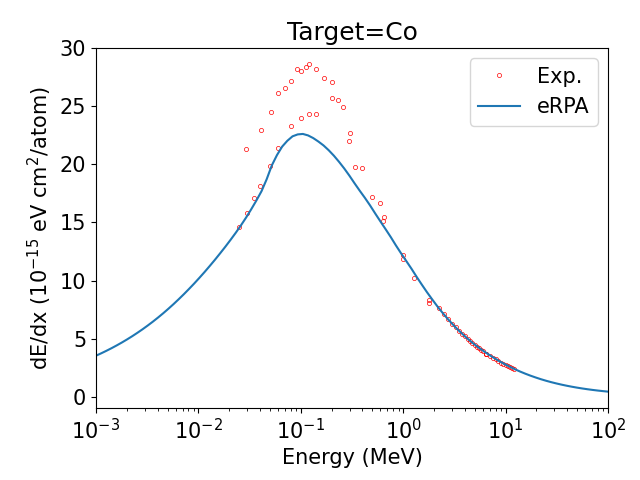 Target=Co
Exp.
eRPA
dE/dx (10⁻¹⁵ eV cm²/atom)
30
25
20
15
10
5
0
10⁻³ 10⁻² 10⁻¹ 10⁰ 10¹ 10²
Energy (MeV)